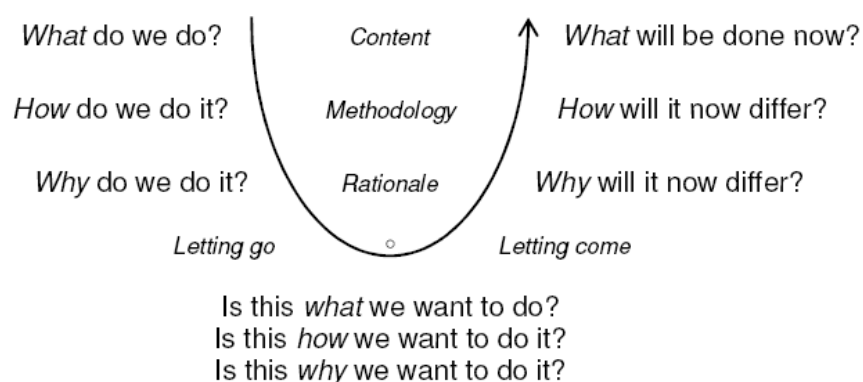 What do we do? Content What will be done now?
How do we do it? Methodology How will it now differ?
Why do we do it? Rationale Why will it now differ?
Letting go Letting come
Is this what we want to do?
Is this how we want to do it?
Is this why we want to do it?